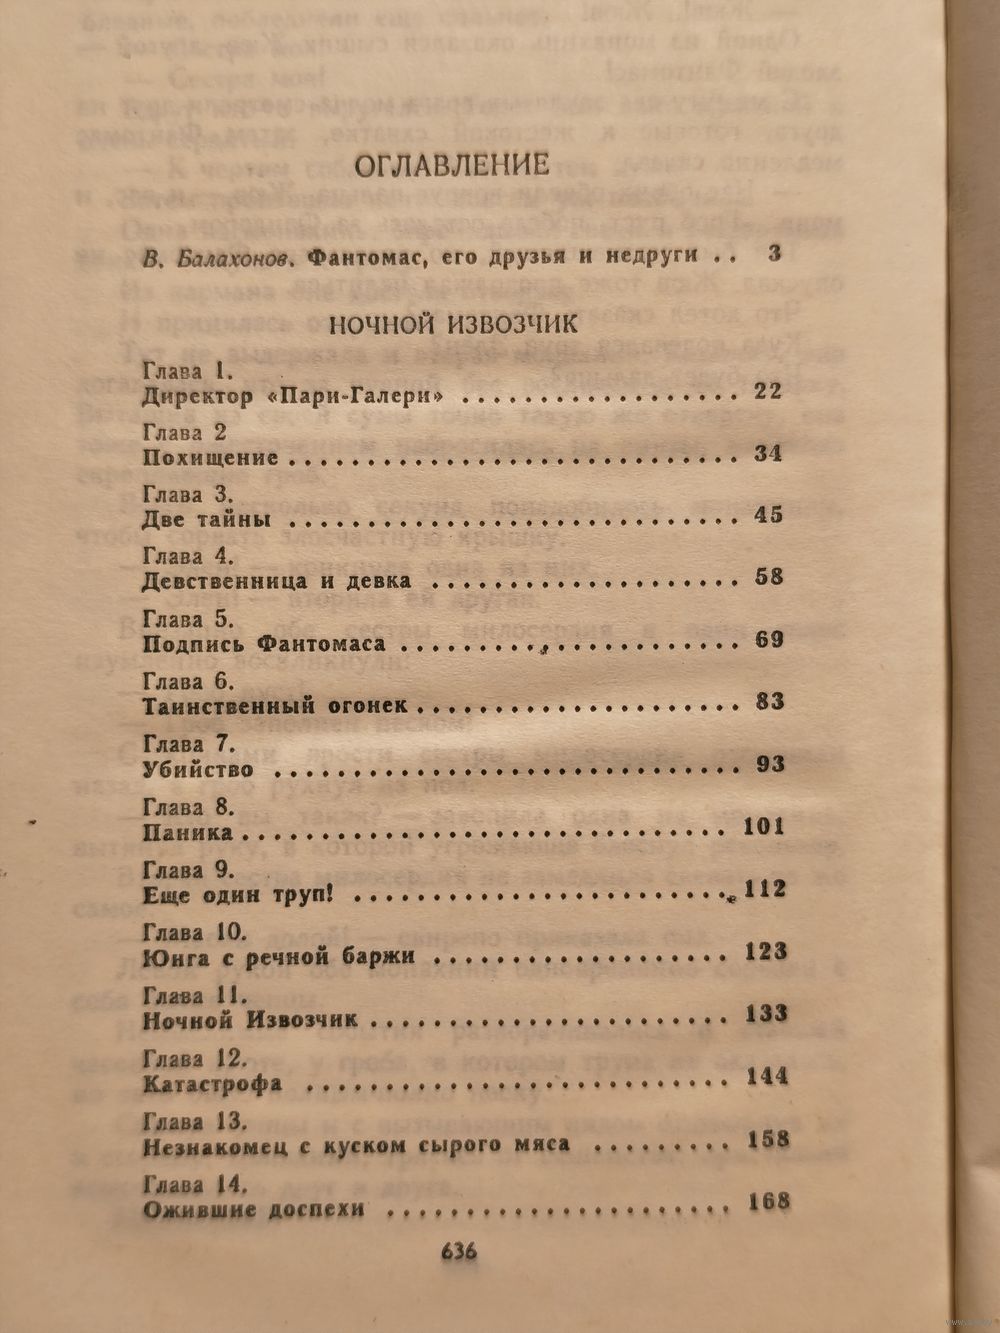 ОГЛАВЛЕНИЕ
В. Балахонов. Фантомас, его друзья и недруги . . 3
НОЧНОЙ ИЗВОЗЧИК
Глава 1.
Директор «Пари-Галери» . . . . . . . . . . . . . . . . . . 22
Глава 2
Похищение . . . . . . . . . . . . . . . . . . . . . . . . . . . . . 34
Глава 3.
Две тайны . . . . . . . . . . . . . . . . . . . . . . . . . . . . . 45
Глава 4.
Девственница и девка . . . . . . . . . . . . . . . . . . . . 58
Глава 5.
Подпись Фантомаса . . . . . . . . . . . . . . . . . . . . . . 69
Глава 6.
Таинственный огонек . . . . . . . . . . . . . . . . . . . . . 83
Глава 7.
Убийство . . . . . . . . . . . . . . . . . . . . . . . . . . . . . . 93
Глава 8.
Паника . . . . . . . . . . . . . . . . . . . . . . . . . . . . . . . 101
Глава 9.
Еще один труп! . . . . . . . . . . . . . . . . . . . . . . . . 112
Глава 10.
Юнга с речной баржи . . . . . . . . . . . . . . . . . . . 123
Глава 11.
Ночной Извозчик . . . . . . . . . . . . . . . . . . . . . . . 133
Глава 12.
Катастрофа . . . . . . . . . . . . . . . . . . . . . . . . . . . 144
Глава 13.
Незнакомец с куском сырого мяса . . . . . . . . . 158
Глава 14.
Ожившие доспехи . . . . . . . . . . . . . . . . . . . . . . 168
636